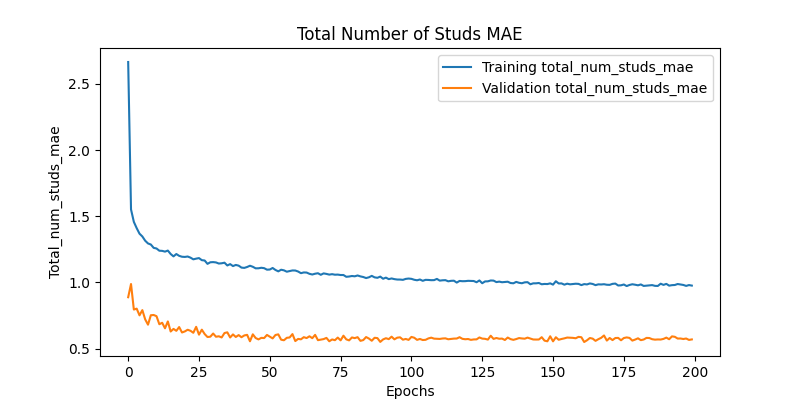 Total Number of Studs MAE
Training total_num_studs_mae
Validation total_num_studs_mae
Total_num_studs_mae
2.5
2.0
1.5
1.0
0.5
0 25 50 75 100 125 150 175 200
Epochs